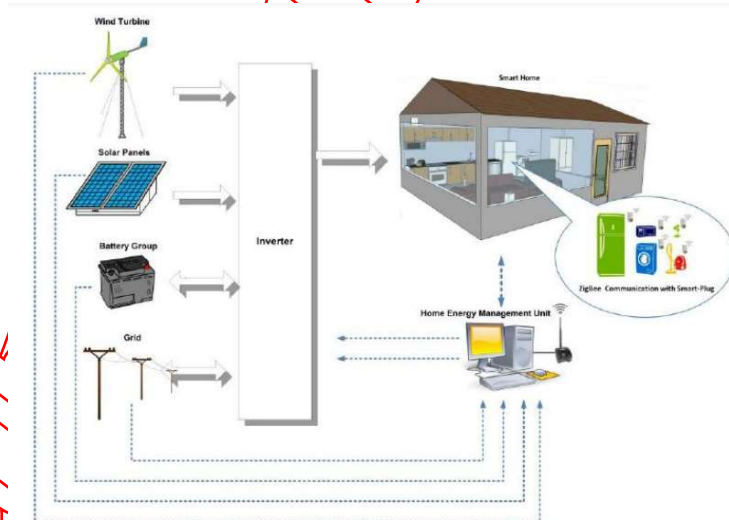 Wind Turbine
Smart Home
Solar Panels
Battery Group
Inverter
ZigBee Communication with Smart-Plug
Home Energy Management Unit
Grid